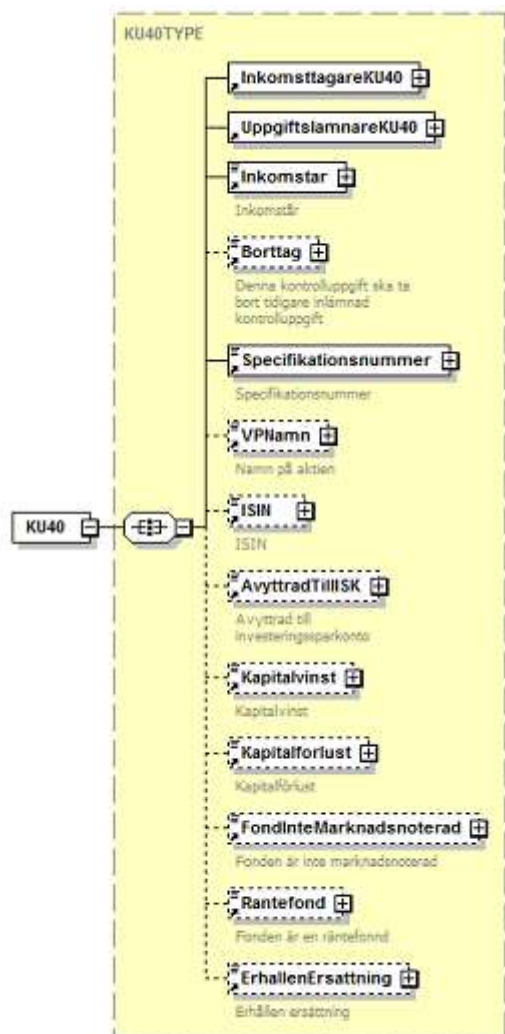 KU40TYPE
InkomsttagareKU40
UppgiftslamnareKU40
Inkomstar
Inkomstår
Borttag
Denna kontrolluppgift ska ta
bort tidigare inlämnad
kontrolluppgift
Specifikationsnummer
Specifikationsnummer
VPNamn
Namn på aktien
KU40
ISIN
ISIN
AvyttradTillISK
Avyttrad till
investeringssparkonto
Kapitalvinst
Kapitalvinst
Kapitalforlust
Kapitalförlust
FondInteMarknadsnoterad
Fonden är inte marknadsnoterad
Rantefond
Fonden är en räntefonnd
ErhallenErsattning
Erhållen ersättning